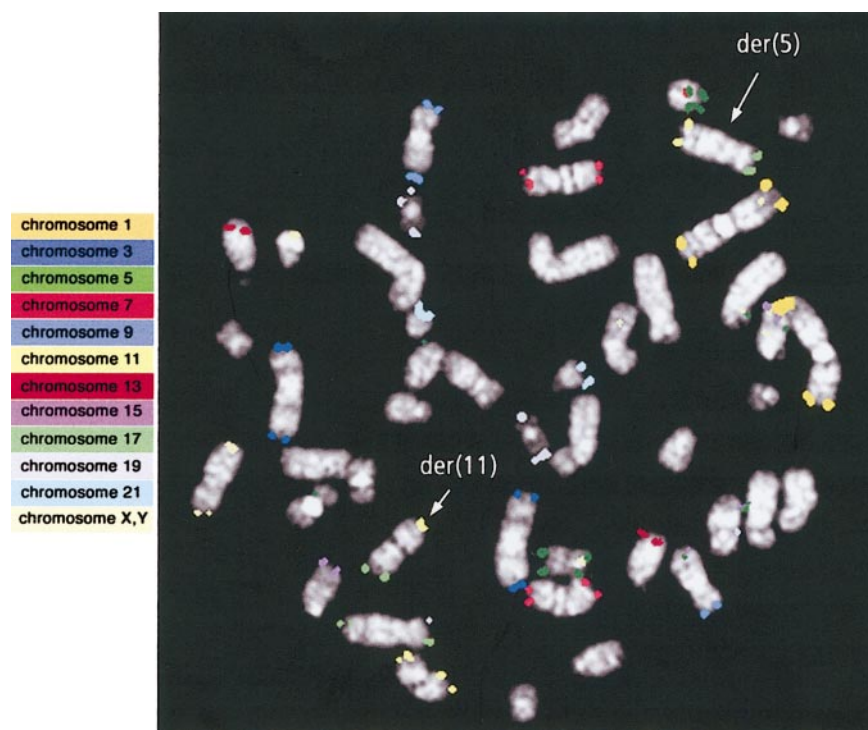 der(5)
chromosome 1
chromosome 3
chromosome 5
chromosome 7
chromosome 9
chromosome 11
chromosome 13
chromosome 15
chromosome 17
chromosome 19
chromosome 21
chromosome X,Y
der(11)